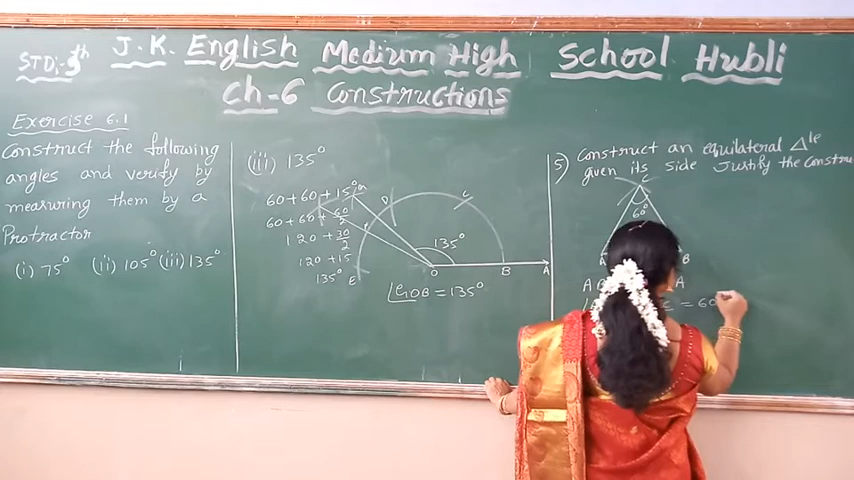 STD:- 9th
J.K. English Medium High School Hubli
Ch-6 Constructions
Exercise 6.1
Construct the following
angles and verify by
measuring them by a
Protractor
(i) 75° (ii) 105° (iii) 135°
(iii) 135°
60+60+15°
60+60+30/2
120+30/2
120+15
135°
G
D
C
E
135°
O
B
A
∠GOB = 135°
5) Construct an equilateral △le
given its side Justify the Constru
C
60°
A
B
A
A
= 60